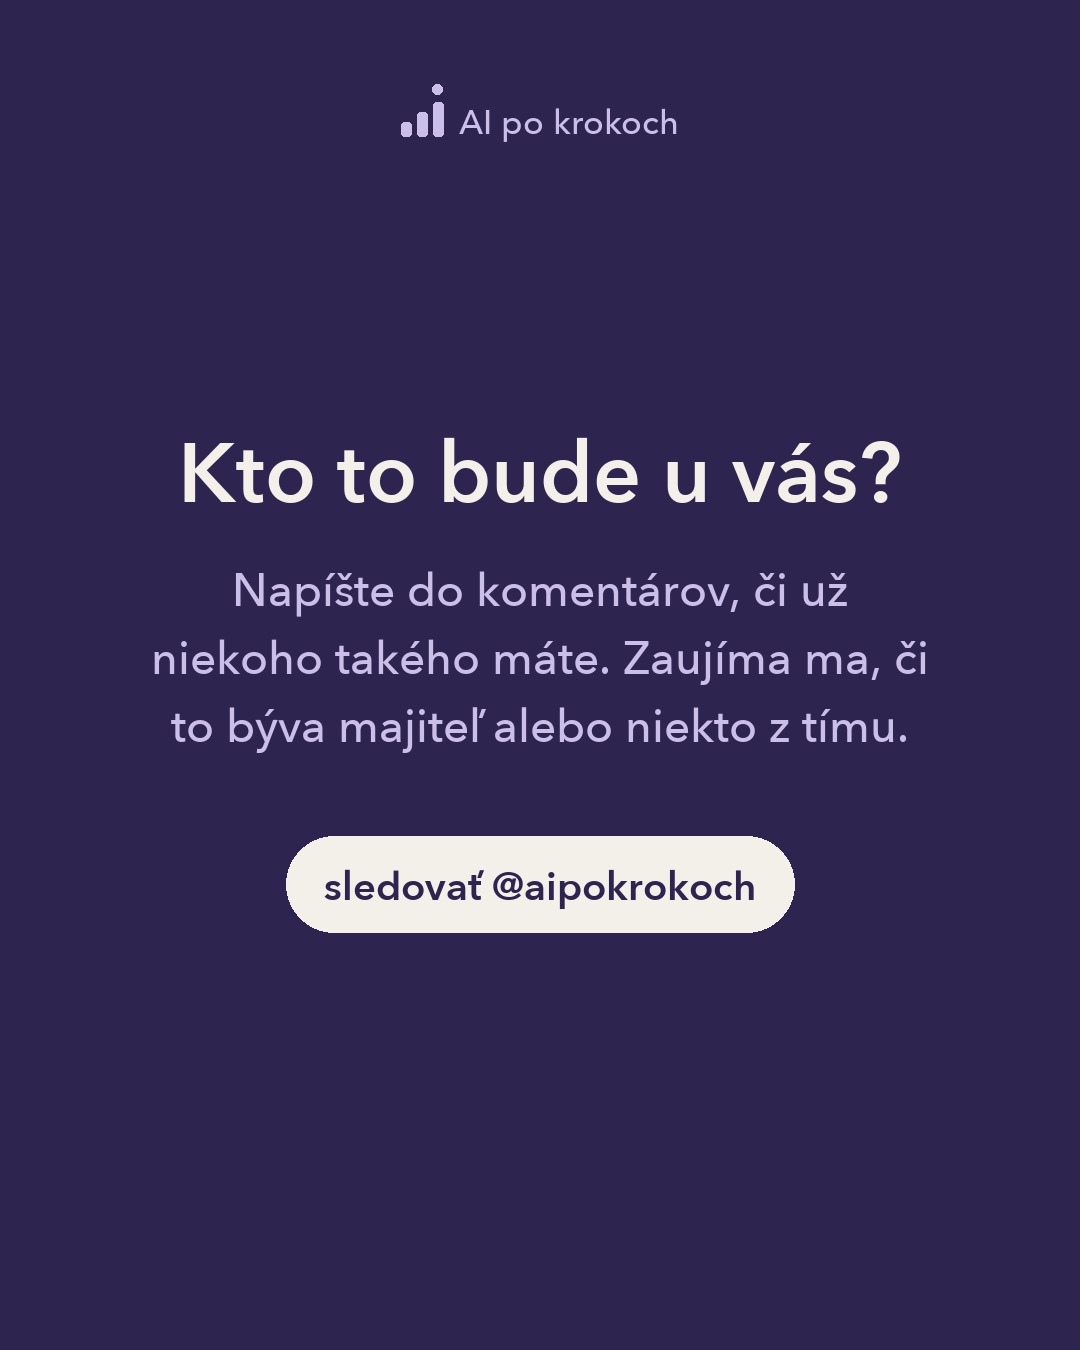 AI po krokoch
Kto to bude u vás?
Napíšte do komentárov, či už
niekoho takého máte. Zaujíma ma, či
to býva majiteľ alebo niekto z tímu.
sledovať @aipokrokoch